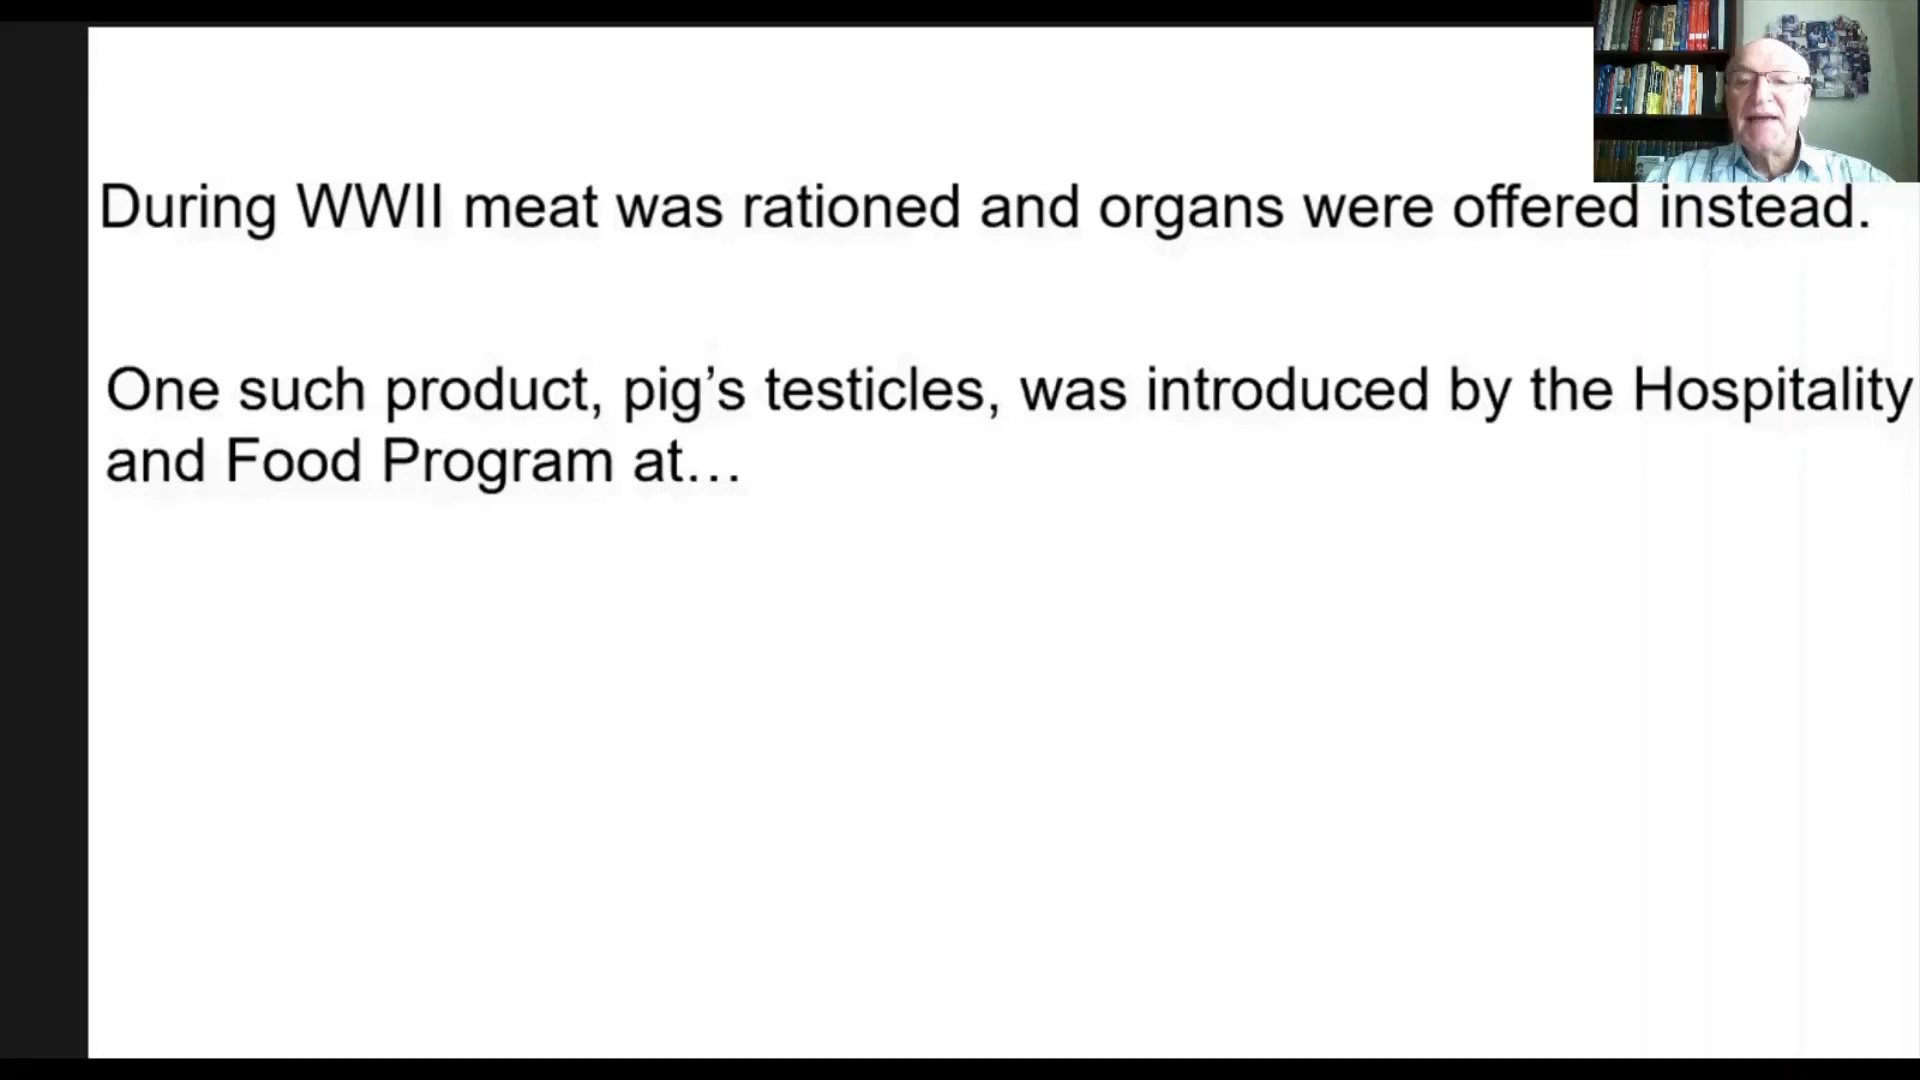 During WWII meat was rationed and organs were offered instead.
One such product, pig’s testicles, was introduced by the Hospitality
and Food Program at…